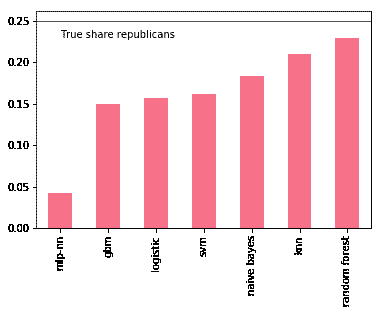 0.25
True share republicans
0.20
0.15
0.10
0.05
0.00
mlp-nn
gbm
logistic
svm
naive bayes
knn
random forest